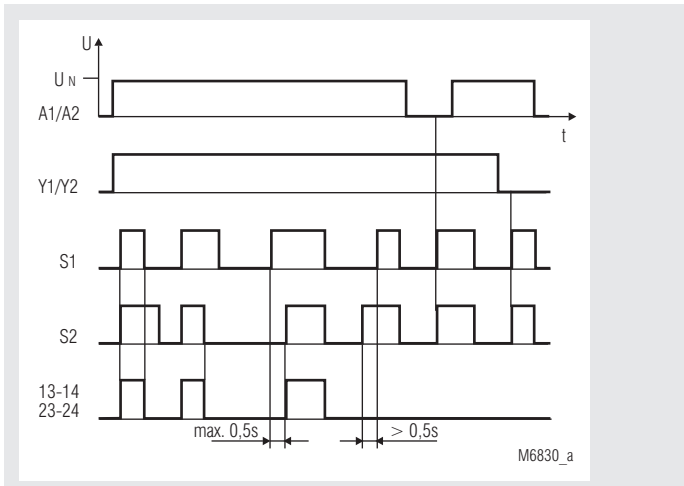 U
U N
A1/A2
t
Y1/Y2
S1
S2
13-14
23-24
max. 0,5s
> 0,5s
M6830_a